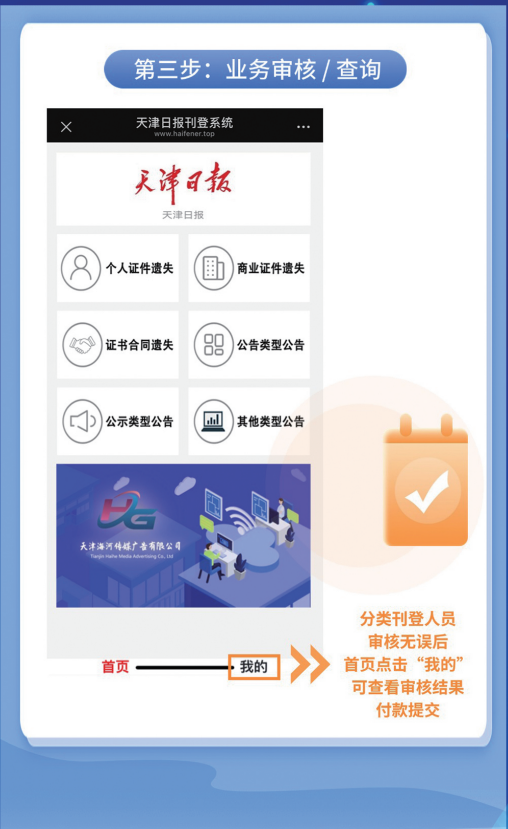 第三步：业务审核 / 查询
天津日报刊登系统
www.haifener.top
天津日报
天津日报
个人证件遗失
商业证件遗失
证书合同遗失
公告类型公告
公示类型公告
其他类型公告
HG
天津海河传媒广告有限公司
Tianjin Haihe Media Advertising Co., Ltd
首页
我的
分类刊登人员
审核无误后
首页点击“我的”
可查看审核结果
付款提交